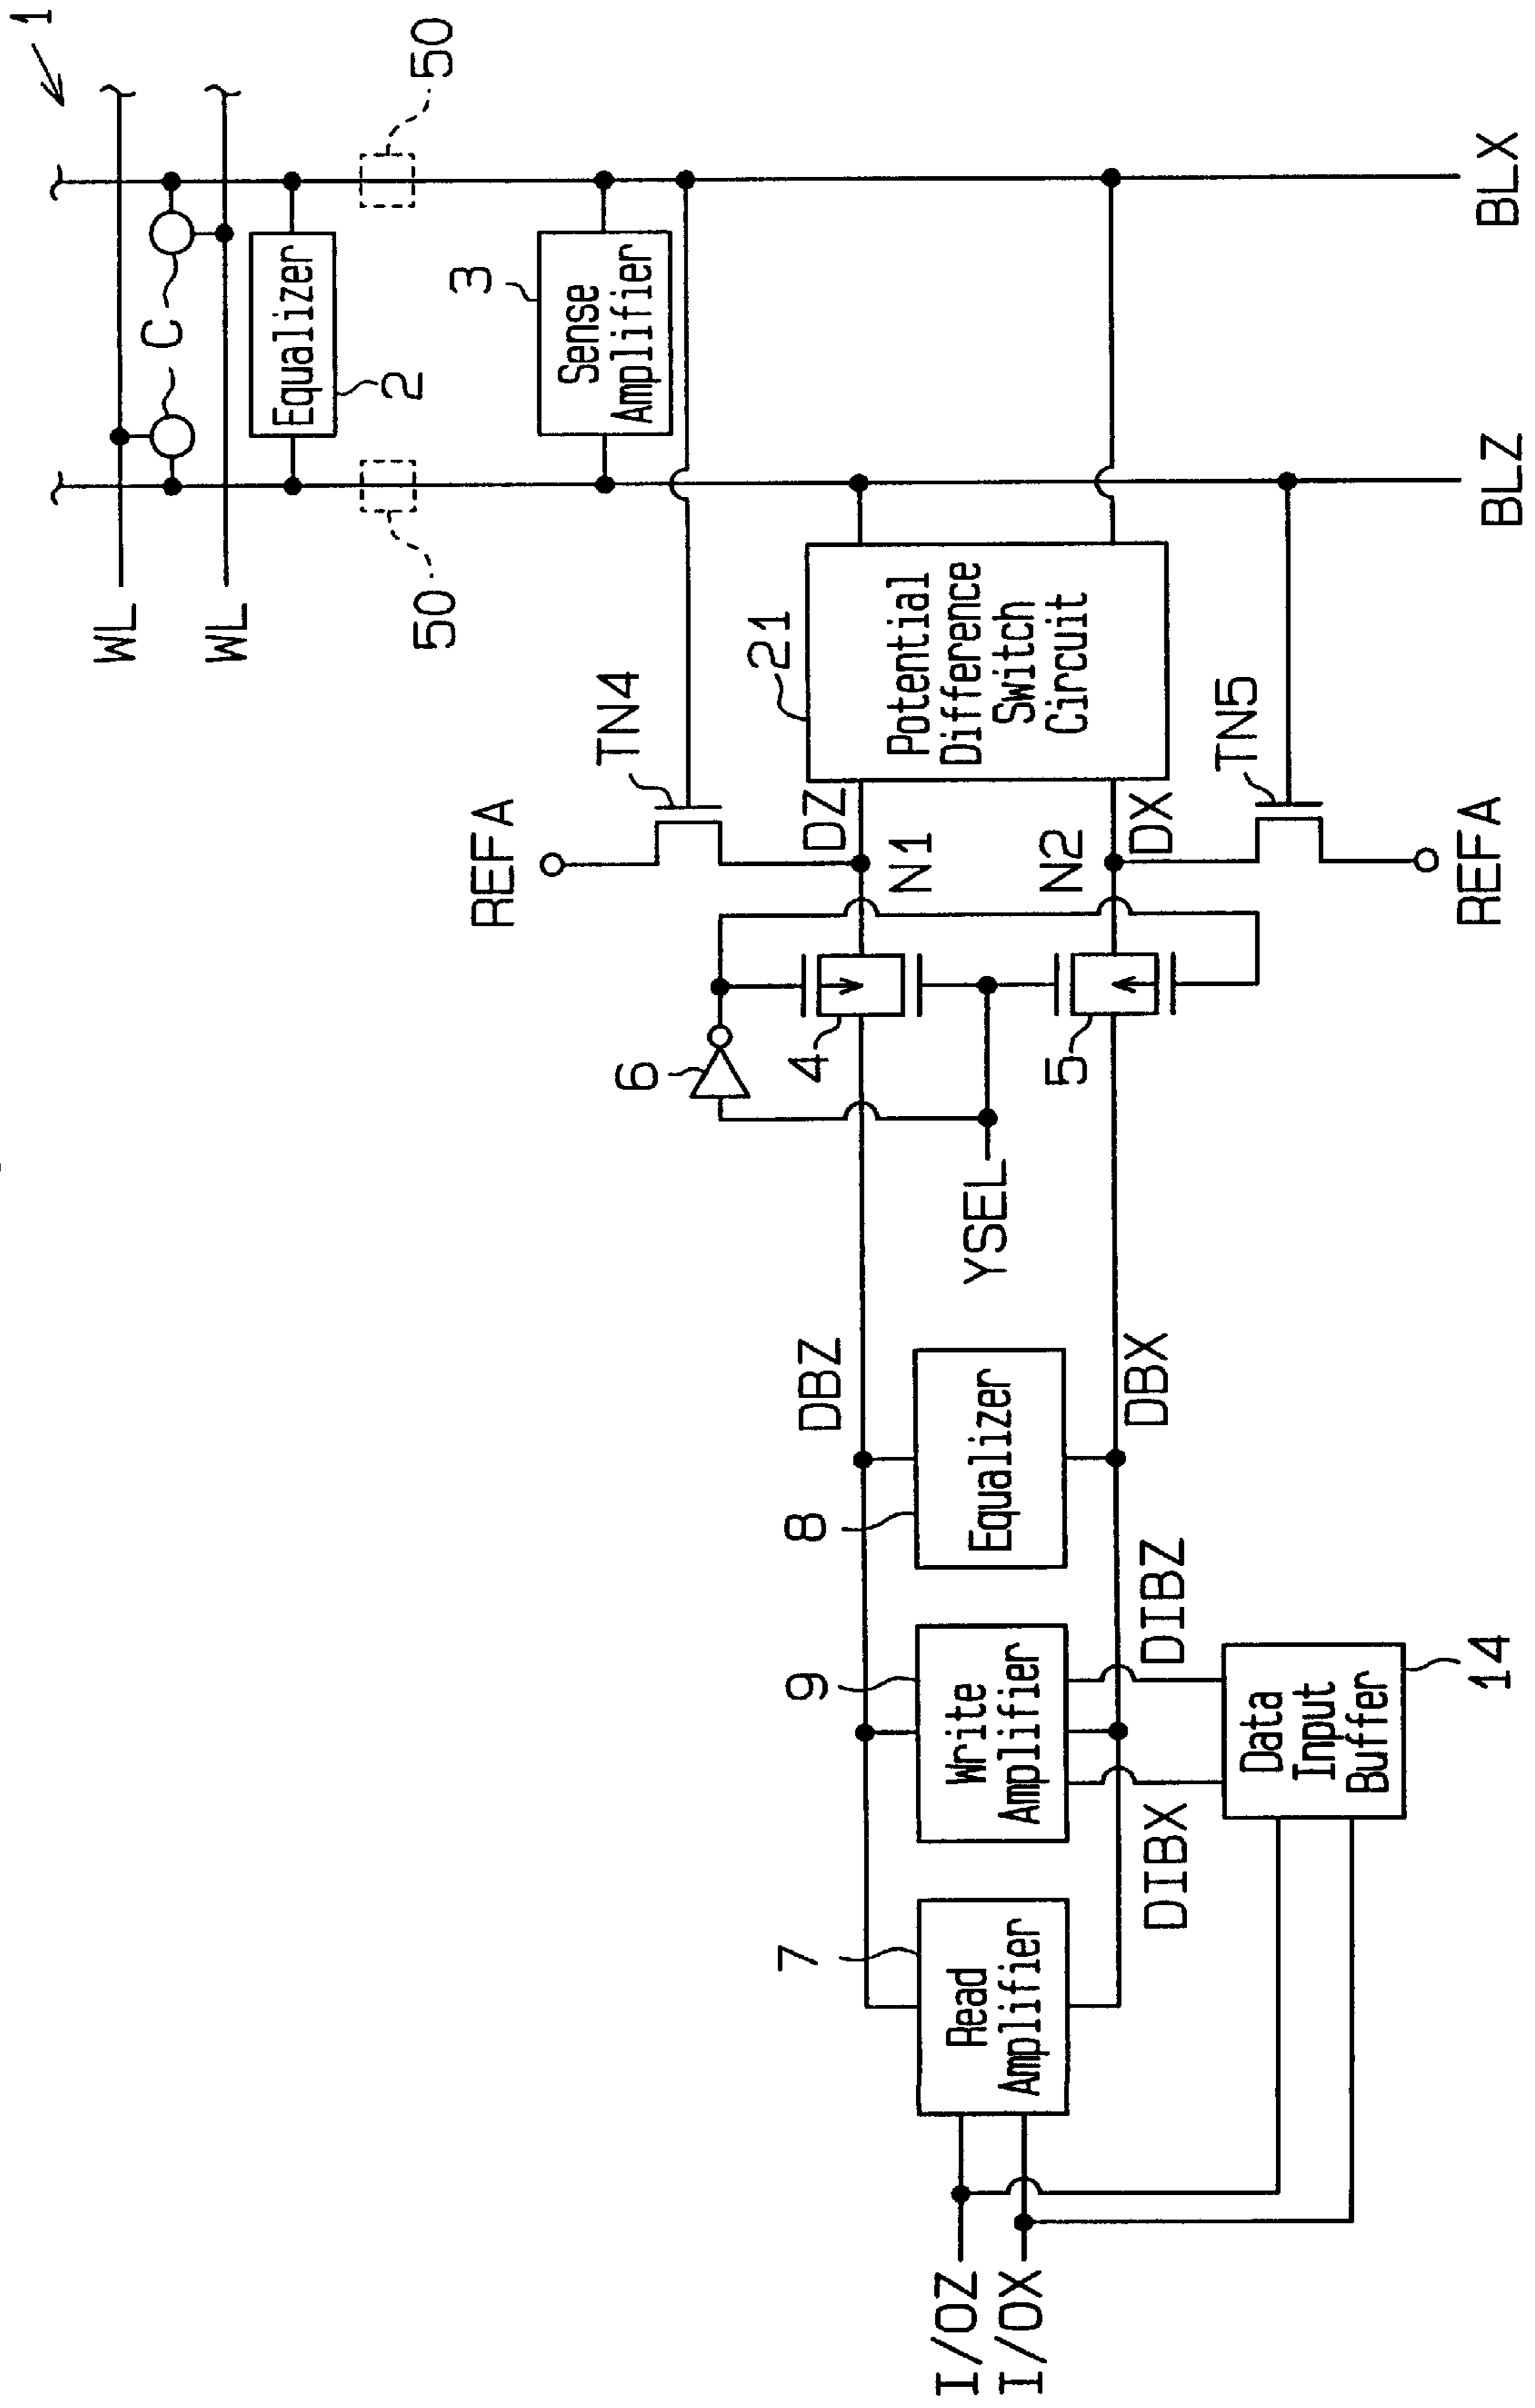 1
WL
WL
C
Equalizer
2
50
50
3
Sense
Amplifier
BLX
BLZ
TN4
REFA
21
Potential
Difference
Switch
Circuit
DZ
N1
N2
DX
TN5
REFA
6
4
5
YSEL
DBZ
DBX
8
Equalizer
9
Write
Amplifier
DIBZ
DIBX
Data
Input
Buffer
14
7
Read
Amplifier
I/OZ
I/OX